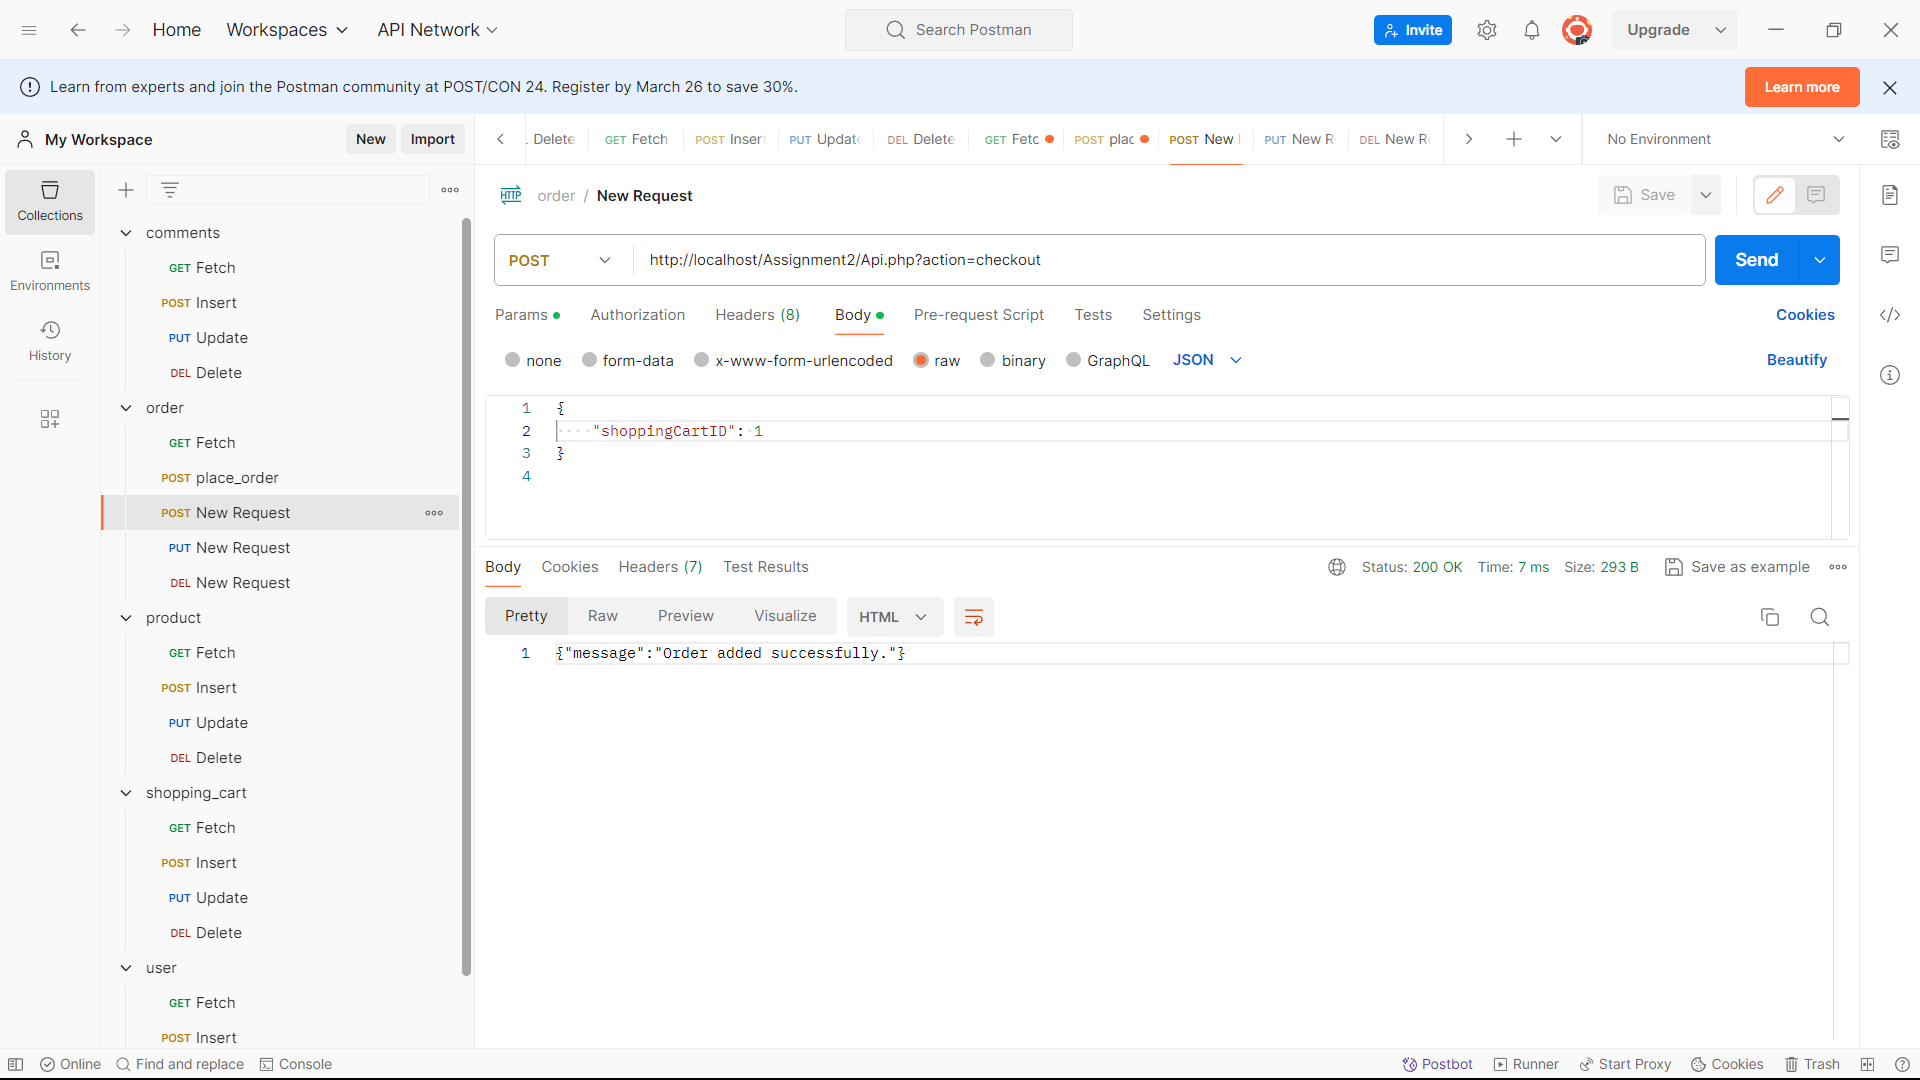 Home
Workspaces
API Network
Search Postman
Invite
Upgrade
Learn from experts and join the Postman community at POST/CON 24. Register by March 26 to save 30%.
Learn more
My Workspace
New
Import
Delete
GET Fetch
POST Inser
PUT Updat
DEL Delete
GET Fetc
POST plac
POST New
PUT New R
DEL New R
No Environment
Collections
Environments
History
comments
GET Fetch
POST Insert
PUT Update
DEL Delete
order
GET Fetch
POST place_order
POST New Request
PUT New Request
DEL New Request
product
GET Fetch
POST Insert
PUT Update
DEL Delete
shopping_cart
GET Fetch
POST Insert
PUT Update
DEL Delete
user
GET Fetch
POST Insert
HTTP order / New Request
Save
POST
http://localhost/Assignment2/Api.php?action=checkout
Send
Params
Authorization
Headers (8)
Body
Pre-request Script
Tests
Settings
Cookies
none
form-data
x-www-form-urlencoded
raw
binary
GraphQL
JSON
Beautify
1 {
2 "shoppingCartID": 1
3 }
4
Body
Cookies
Headers (7)
Test Results
Status: 200 OK
Time: 7 ms
Size: 293 B
Save as example
Pretty
Raw
Preview
Visualize
HTML
1 {"message":"Order added successfully."}
Online
Find and replace
Console
Postbot
Runner
Start Proxy
Cookies
Trash